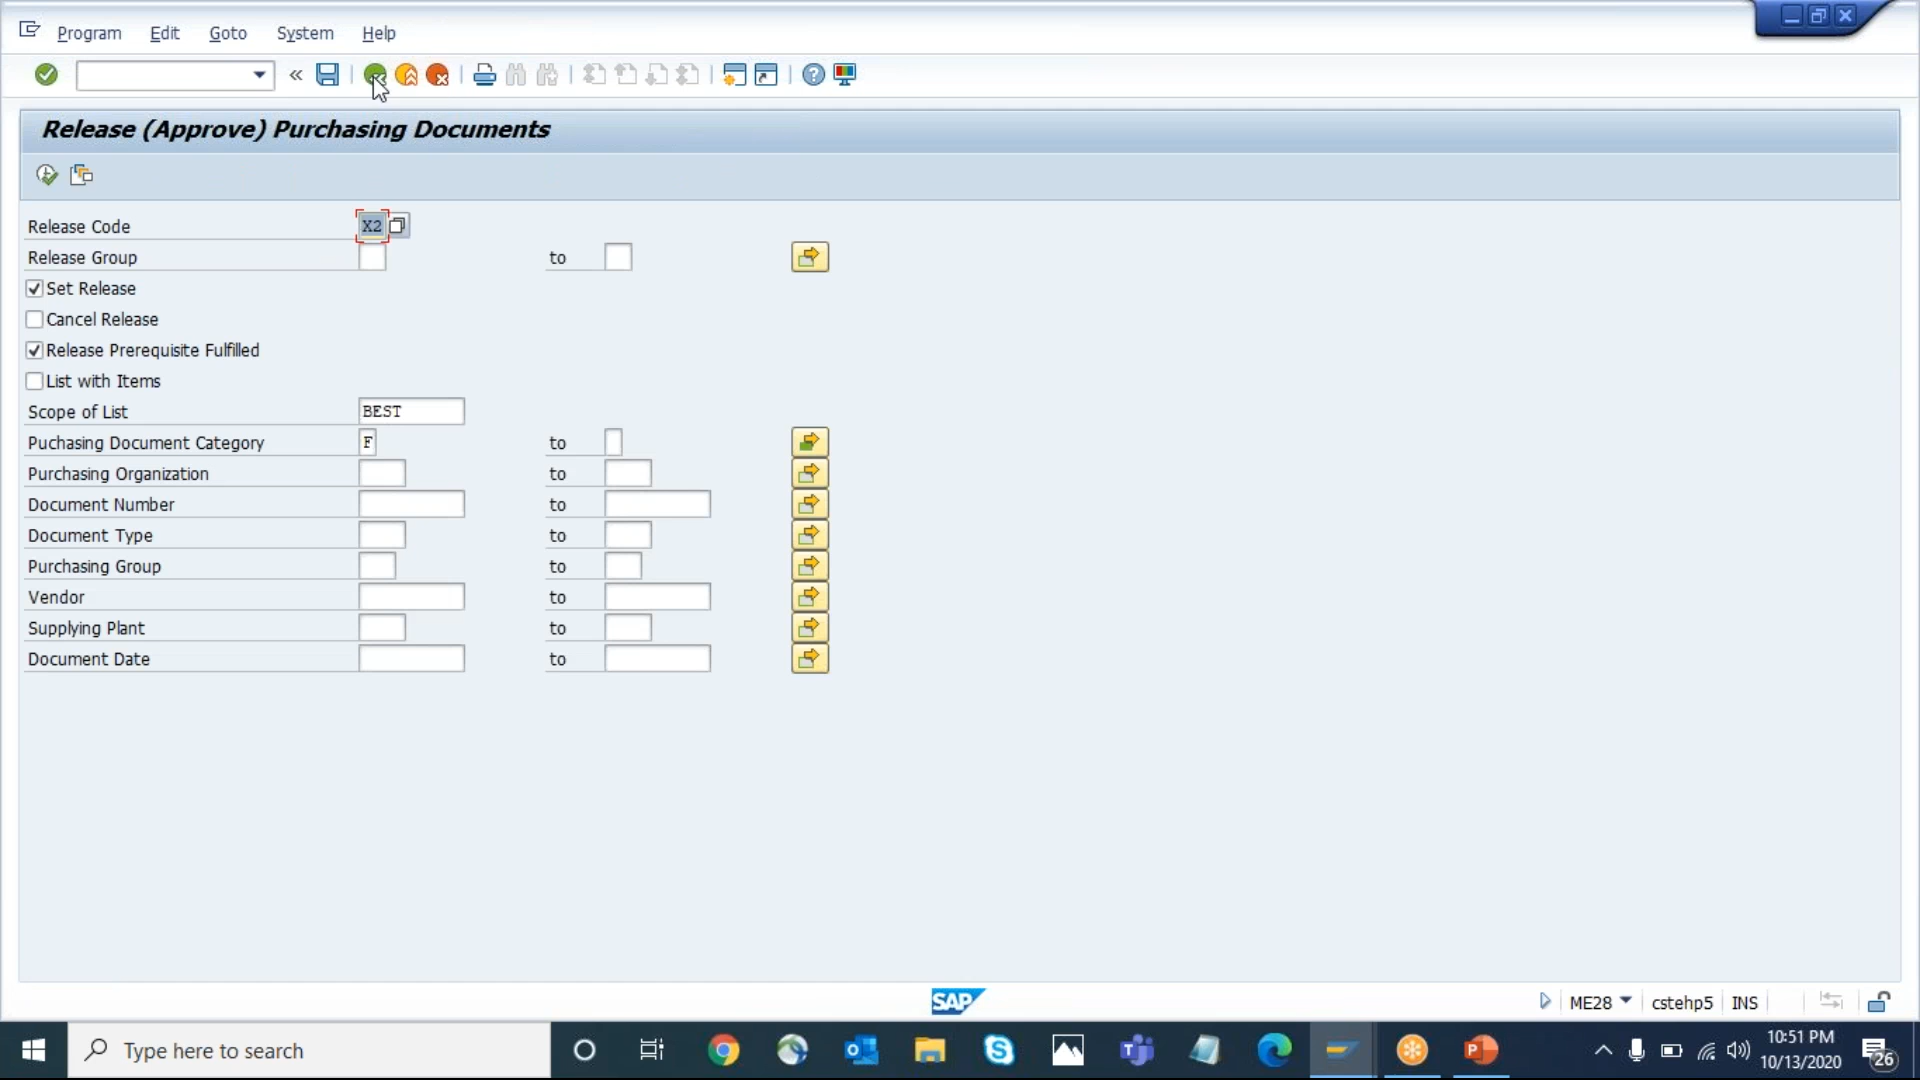 Program Edit Goto System Help
Release (Approve) Purchasing Documents
Release Code X2
Release Group to
Set Release
Cancel Release
Release Prerequisite Fulfilled
List with Items
Scope of List BEST
Puchasing Document Category F to
Purchasing Organization to
Document Number to
Document Type to
Purchasing Group to
Vendor to
Supplying Plant to
Document Date to
SAP ME28 cstehp5 INS
Type here to search
10:51 PM
10/13/2020
26